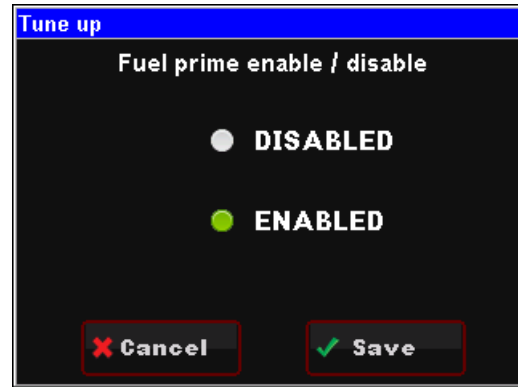 Tune up
Fuel prime enable / disable
DISABLED
ENABLED
Cancel
Save